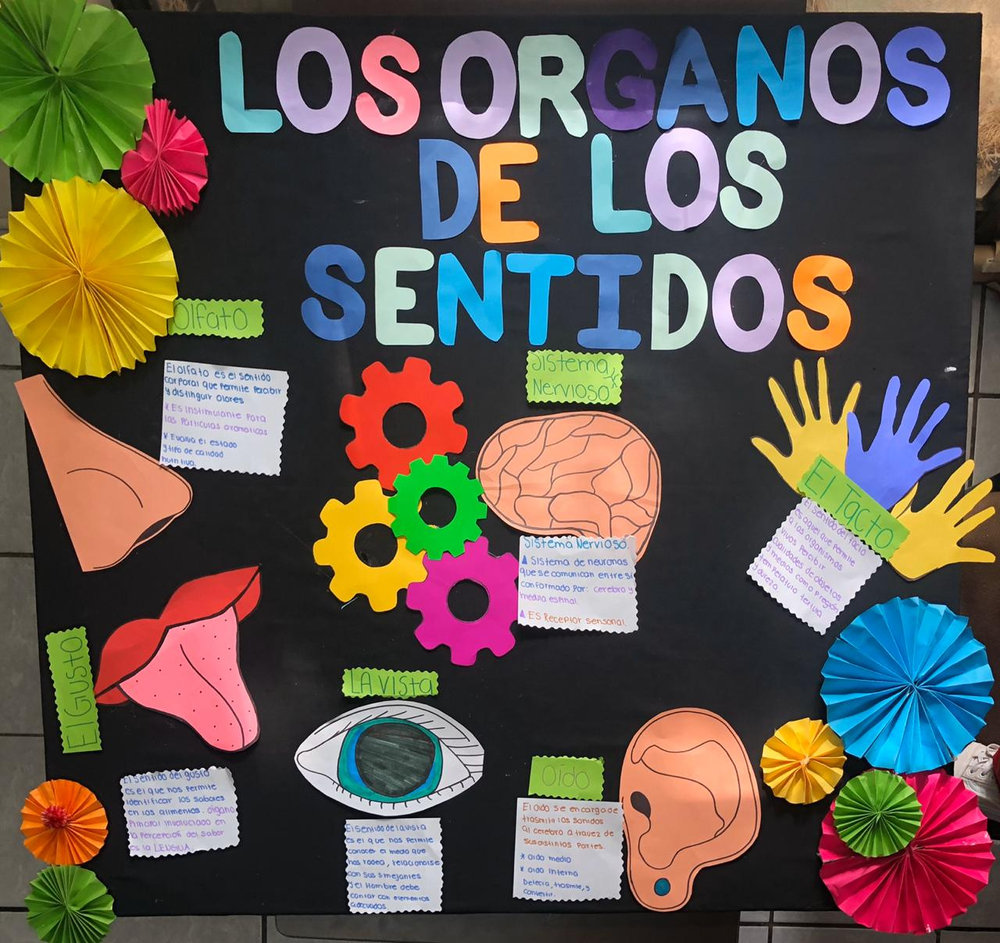 LOS ORGANOS
DE LOS
SENTIDOS
Olfato
El olfato es el sentido
corporal que permite percibir
y distinguir olores
* Es instimulante para
las particulas aromaticas
* Evalua el estado
y tipo de calidad
nutritiva.
Sistema
Nervioso
Sistema Nervioso
Sistema de neuronas
que se comunican entre si
conformado por: cerebro y
medula espinal.
Es Receptor sensorial.
El Tacto
El sentido del tacto
es aquel que permite
a los organismos
vivos percibir
cualidades de objetos
y medios como presión
temperatura
y dureza.
El Gusto
El sentido del gusto
es el que nos permite
identificar los sabores
en los alimentos. órgano
Principal involucrado en
la percepción del sabor
es la LENGUA
LA Vista
El sentido de la vista
es el que nos permite
conocer el medio que
nos rodea, relacionarse
con sus smejantes
y el Hombre debe
contar con elementos
adecuados
Oído
El oido se encarga de
trasmitir los sonidos
al cerebro a travez de
sus distintos Partes.
* oido medio
* oido interno
Detecta, trasmite, y
convertir.